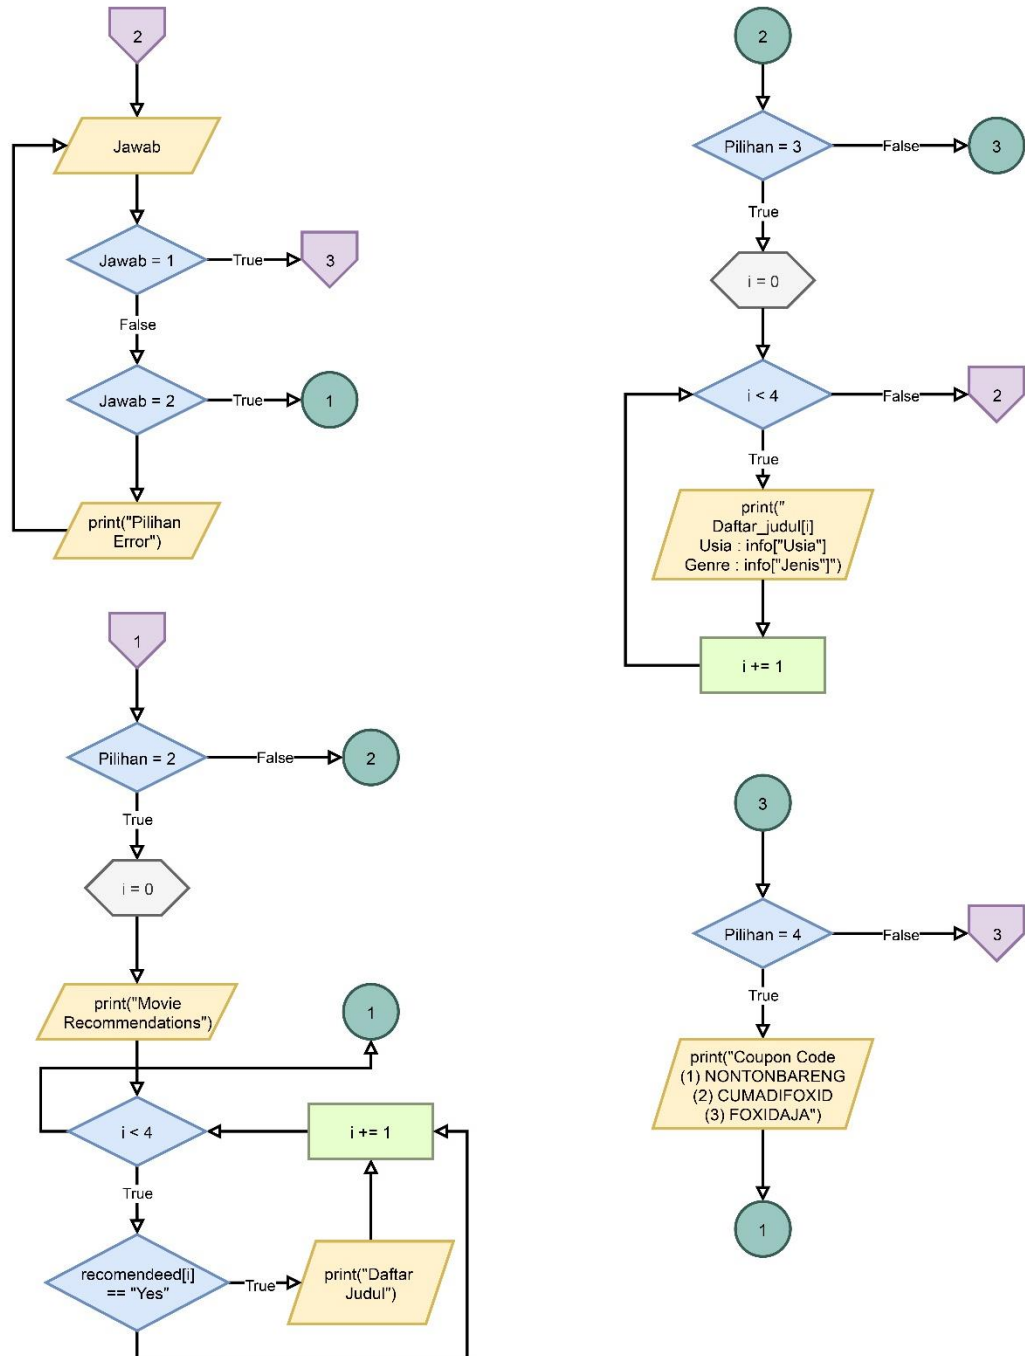 2
Jawab
Jawab = 1
True
3
False
Jawab = 2
True
1
print("Pilihan
Error")
1
Pilihan = 2
False
2
True
i = 0
print("Movie
Recommendations")
1
i < 4
i += 1
True
recomendeed[i]
== "Yes"
True
print("Daftar
Judul")
2
Pilihan = 3
False
3
True
i = 0
i < 4
False
2
True
print("
Daftar_judul[i]
Usia : info["Usia"]
Genre : info["Jenis"]")
i += 1
3
Pilihan = 4
False
3
True
print("Coupon Code
(1) NONTONBARENG
(2) CUMADIFOXID
(3) FOXIDAJA")
1